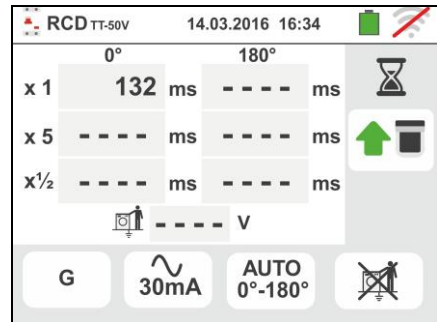 RCD TT-50V 14.03.2016 16:34
0° 180°
x 1 132 ms - - - - ms
x 5 - - - - ms - - - - ms
x½ - - - - ms - - - - ms
- - - - V
G 30mA AUTO 0°-180°